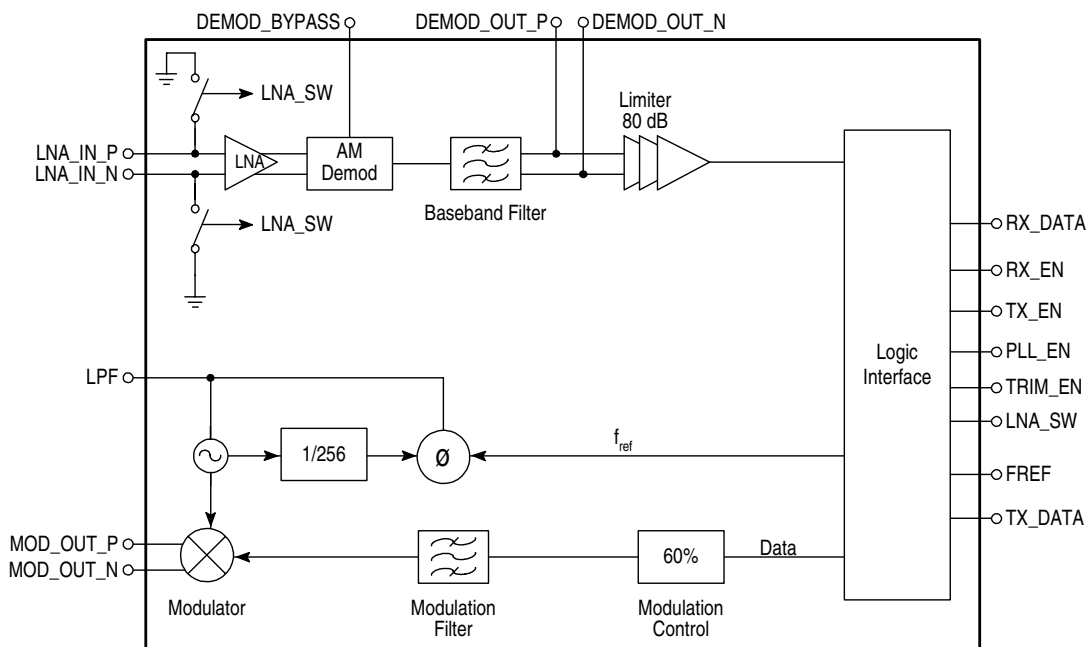 DEMOD_BYPASS
DEMOD_OUT_P
DEMOD_OUT_N
LNA_SW
Limiter
80 dB
LNA_IN_P
LNA_IN_N
LNA
AM
Demod
Baseband Filter
LNA_SW
RX_DATA
RX_EN
TX_EN
PLL_EN
TRIM_EN
LNA_SW
FREF
TX_DATA
Logic
Interface
LPF
1/256
Ø
fref
MOD_OUT_P
MOD_OUT_N
60%
Data
Modulator
Modulation
Filter
Modulation
Control